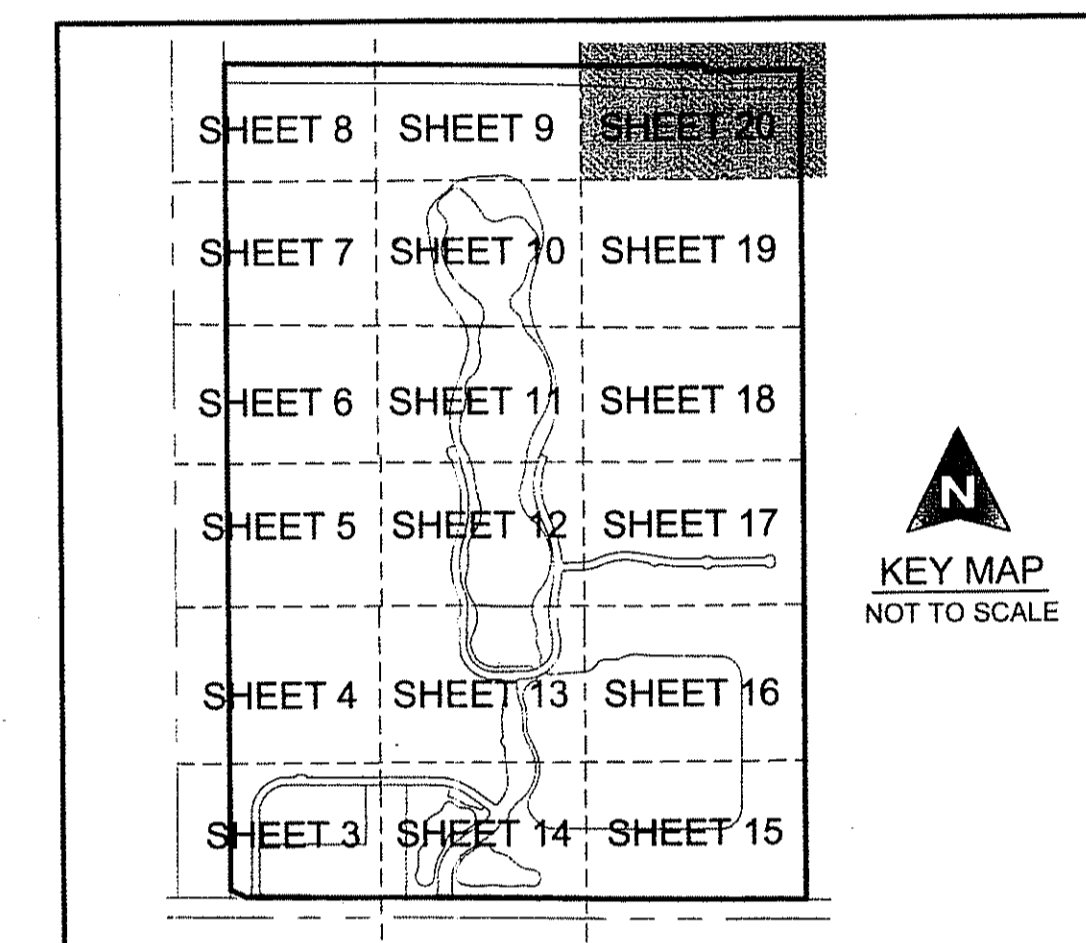 SHEET 8 SHEET 9 SHEET 20
SHEET 7 SHEET 10 SHEET 19
SHEET 6 SHEET 11 SHEET 18
SHEET 5 SHEET 12 SHEET 17
SHEET 4 SHEET 13 SHEET 16
SHEET 3 SHEET 14 SHEET 15
N
KEY MAP
NOT TO SCALE